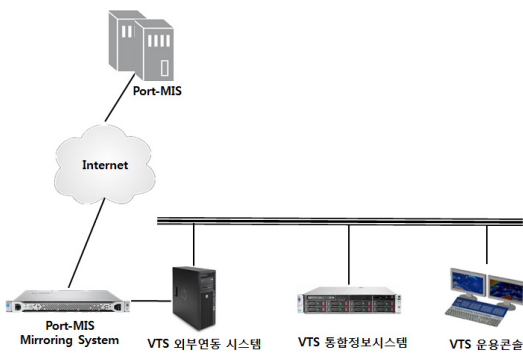 Port-MIS
Internet
Port-MIS
Mirroring System
VTS 외부연동 시스템
VTS 통합정보시스템
VTS 운용콘솔